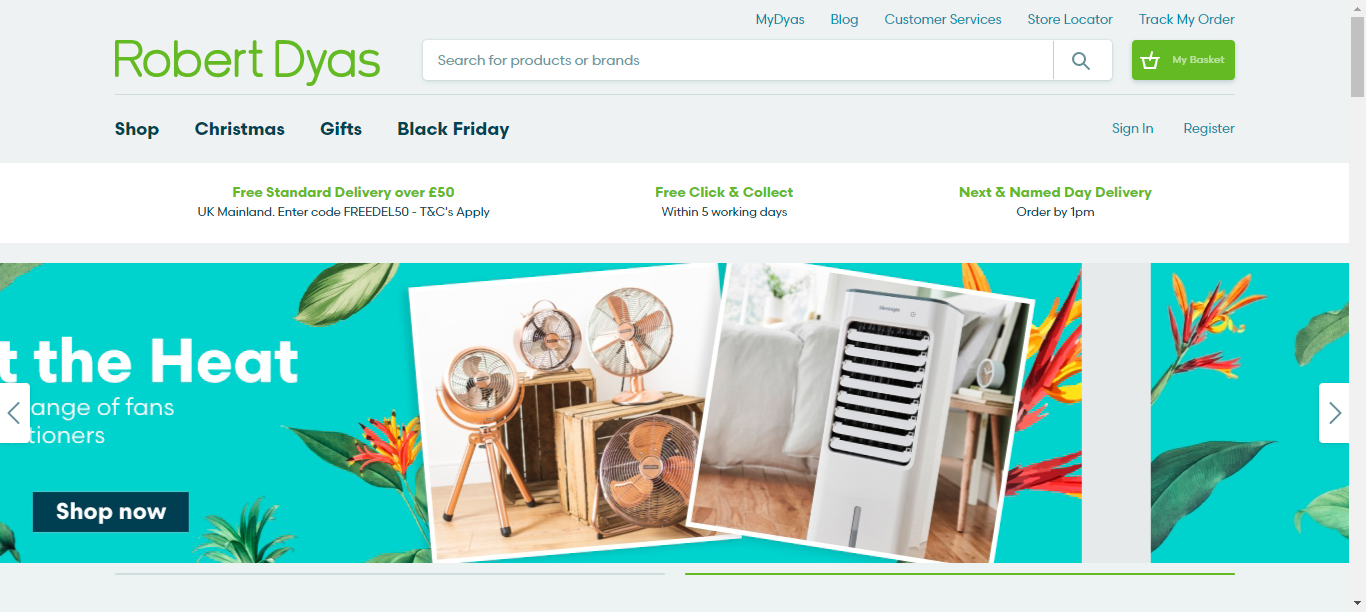 MyDyas Blog Customer Services Store Locator Track My Order
Robert Dyas
Search for products or brands
My Basket
Shop Christmas Gifts Black Friday
Sign In Register
Free Standard Delivery over £50
UK Mainland. Enter code FREEDEL50 - T&C's Apply
Free Click & Collect
Within 5 working days
Next & Named Day Delivery
Order by 1pm
t the Heat
ange of fans
tioners
Shop now